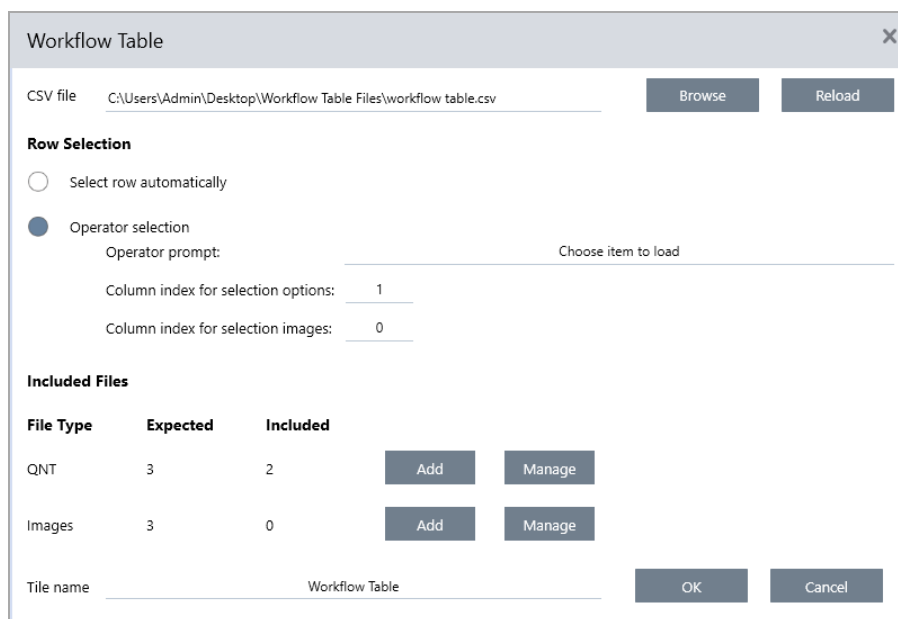 Workflow Table
CSV file C:\Users\Admin\Desktop\Workflow Table Files\workflow table.csv Browse Reload
Row Selection
Select row automatically
Operator selection
Operator prompt: Choose item to load
Column index for selection options: 1
Column index for selection images: 0
Included Files
File Type Expected Included
QNT 3 2 Add Manage
Images 3 0 Add Manage
Tile name Workflow Table OK Cancel